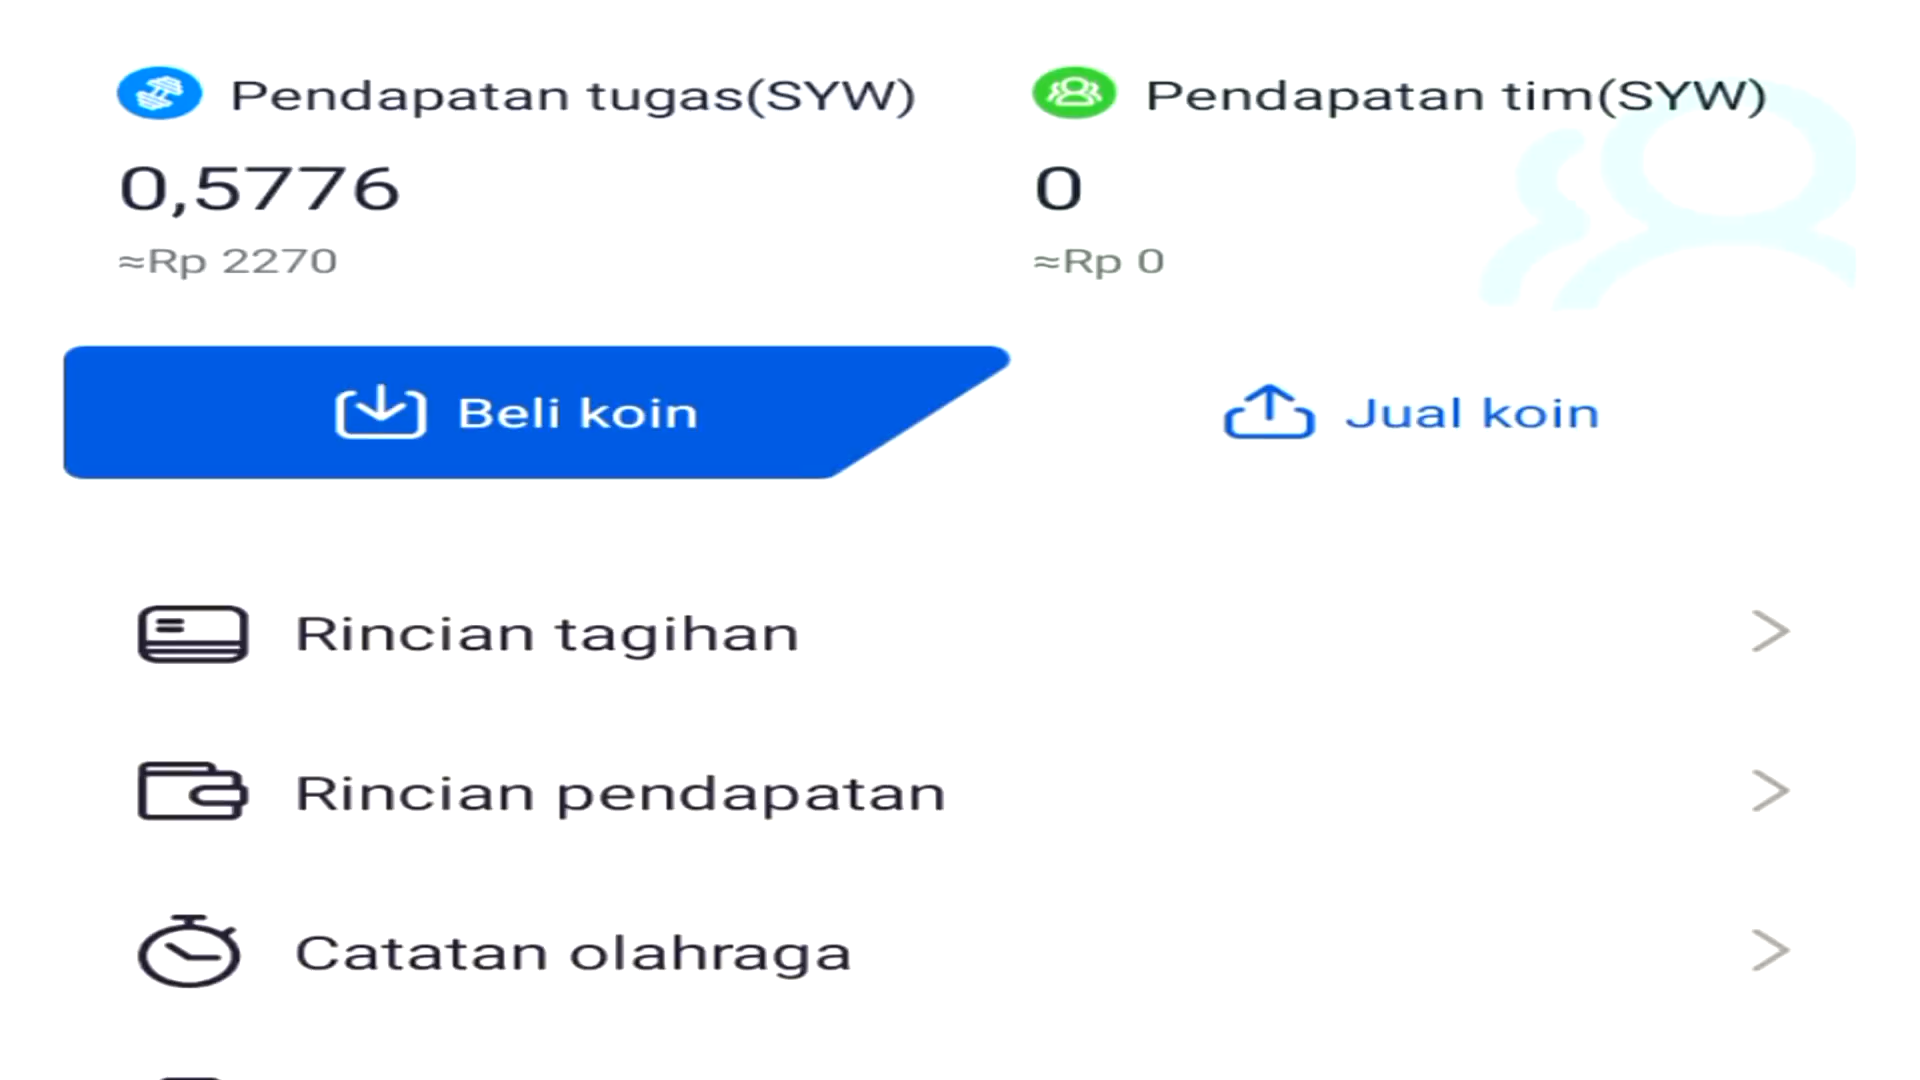 Pendapatan tugas(SYW)
0,5776
≈Rp 2270
Pendapatan tim(SYW)
0
≈Rp 0
Beli koin
Jual koin
Rincian tagihan
Rincian pendapatan
Catatan olahraga